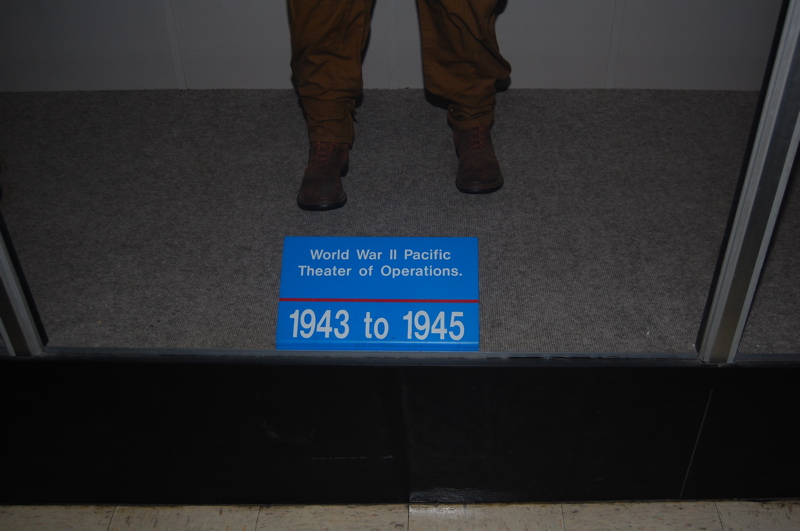 World War II Pacific
Theater of Operations.
1943 to 1945